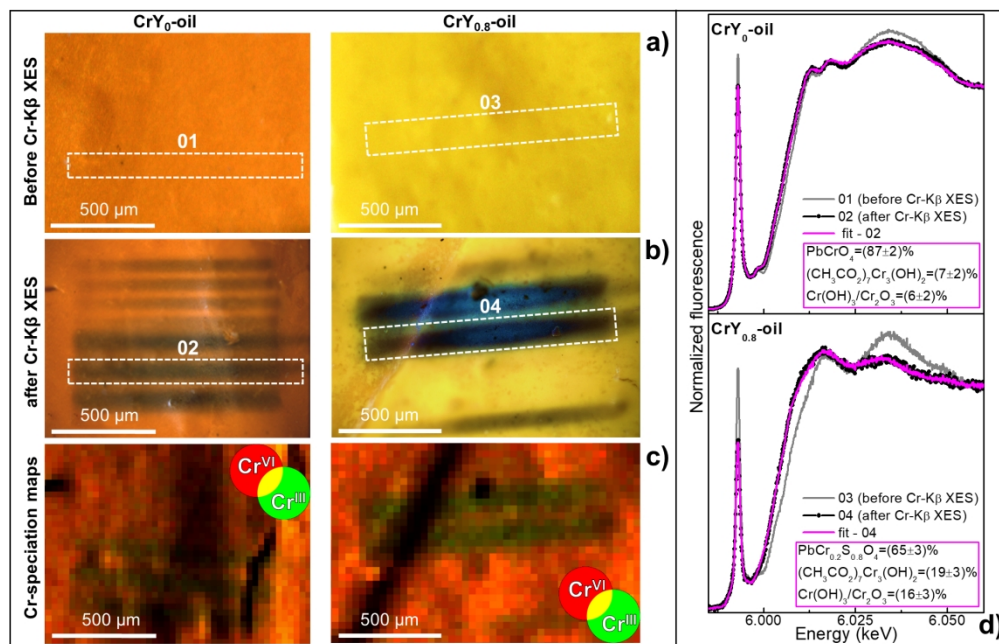 CrY₀-oil
CrY₀.₈-oil
a)
Before Cr-Kβ XES
01
500 µm
03
500 µm
b)
after Cr-Kβ XES
02
500 µm
04
500 µm
c)
Cr-speciation maps
Crⱽᴵ
Crᴵᴵᴵ
500 µm
Crⱽᴵ
Crᴵᴵᴵ
500 µm
CrY₀-oil
01 (before Cr-Kβ XES)
02 (after Cr-Kβ XES)
fit - 02
PbCrO₄=(87±2)%
(CH₃CO₂)₇Cr₃(OH)₂=(7±2)%
Cr(OH)₃/Cr₂O₃=(6±2)%
Normalized fluorescence
CrY₀.₈-oil
03 (before Cr-Kβ XES)
04 (after Cr-Kβ XES)
fit - 04
PbCr₀.₂S₀.₈O₄=(65±3)%
(CH₃CO₂)₇Cr₃(OH)₂=(19±3)%
Cr(OH)₃/Cr₂O₃=(16±3)%
6.000 6.050
Energy (keV)
d)